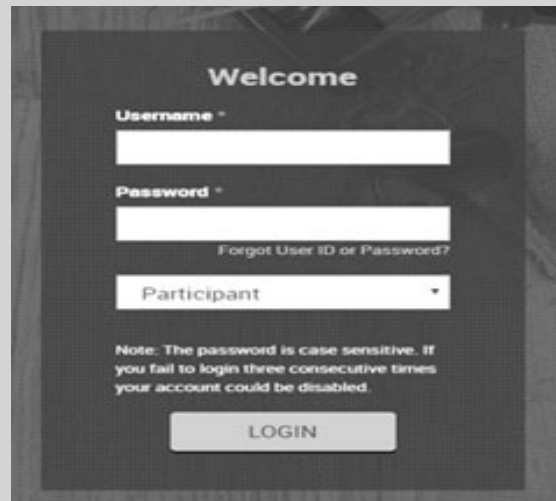 Welcome
Username *
Password *
Forgot User ID or Password?
Participant
Note: The password is case sensitive. If
you fail to login three consecutive times
your account could be disabled.
LOGIN